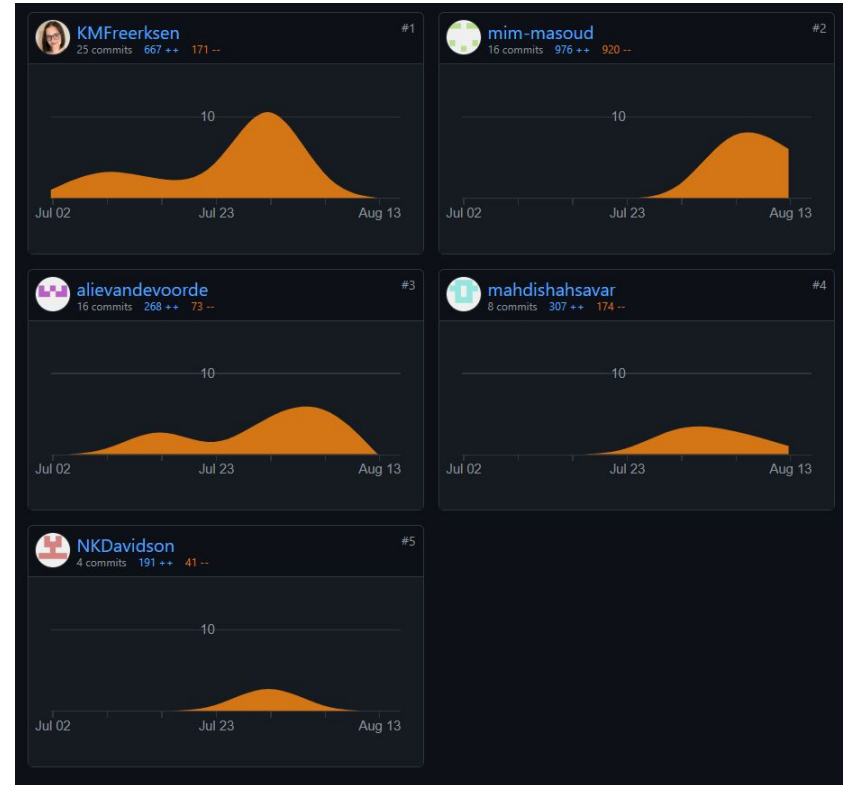 KMFreerksen #1
25 commits 667 ++ 171 --
10
Jul 02 Jul 23 Aug 13
mim-masoud #2
16 commits 976 ++ 920 --
10
Jul 02 Jul 23 Aug 13
alievandevoorde #3
16 commits 268 ++ 73 --
10
Jul 02 Jul 23 Aug 13
mahdishahsavar #4
8 commits 307 ++ 174 --
10
Jul 02 Jul 23 Aug 13
NKDavidson #5
4 commits 191 ++ 41 --
10
Jul 02 Jul 23 Aug 13